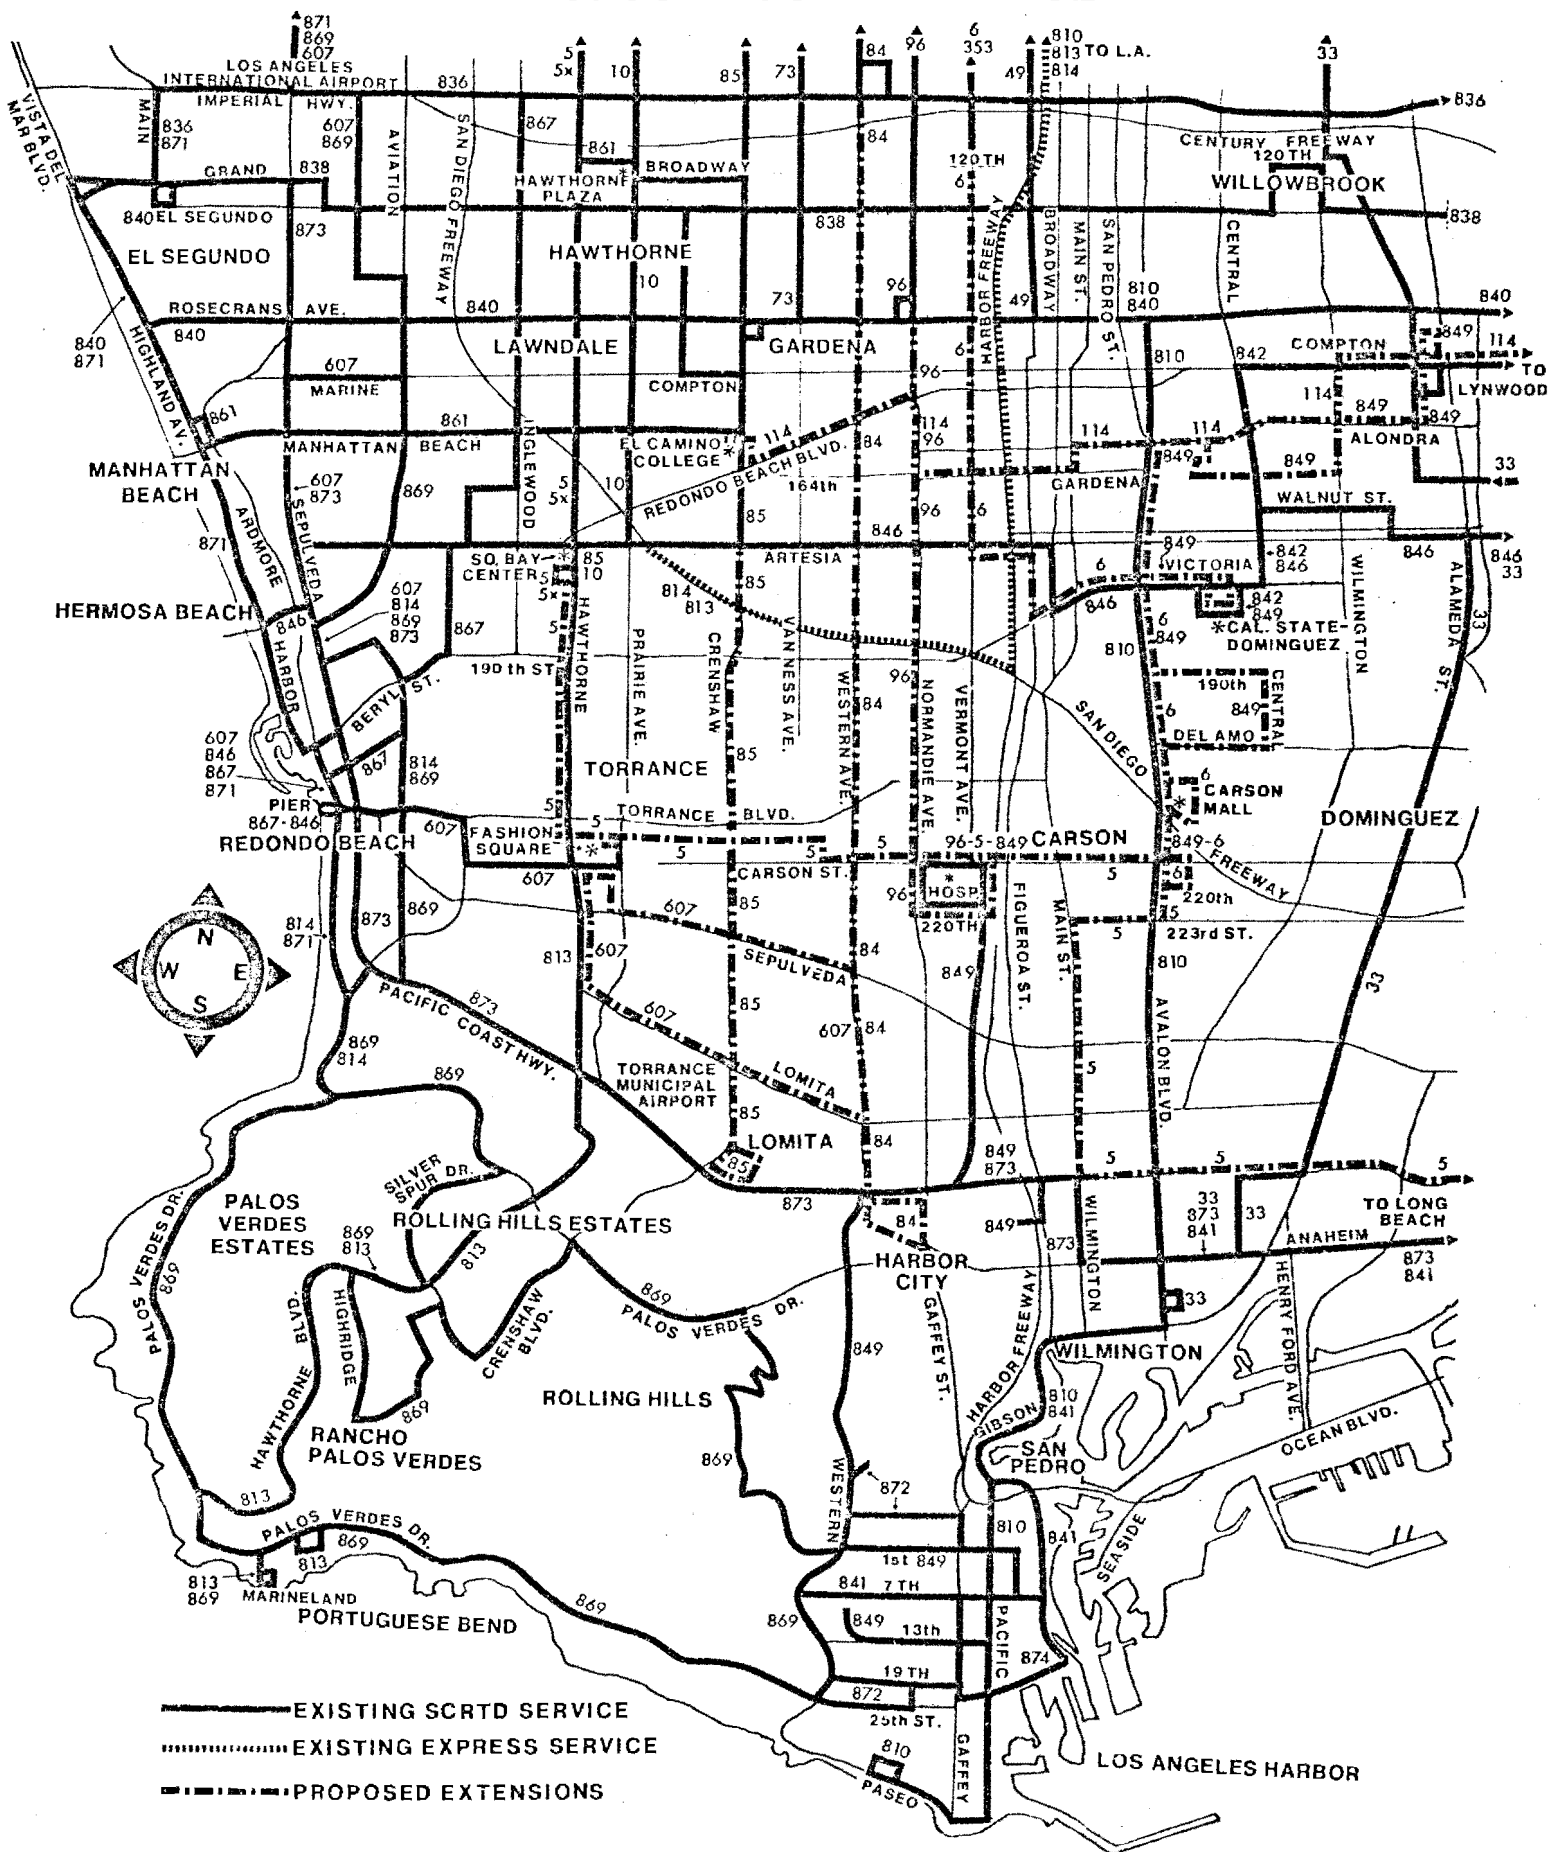 871
869
607
LOS ANGELES
INTERNATIONAL AIRPORT
836
IMPERIAL HWY.
5
5x
10
85
73
84
96
6
353
49
810
813 TO L.A.
814
33
836
VISTA DEL
MAR BLVD.
MAIN
836
871
607
869
AVIATION
SAN DIEGO FREEWAY
867
861
BROADWAY
84
120TH
6
CENTURY FREEWAY
120TH
WILLOWBROOK
GRAND
838
HAWTHORNE
PLAZA
840
EL SEGUNDO
873
838
838
EL SEGUNDO
HAWTHORNE
10
HARBOR FREEWAY
BROADWAY
MAIN ST.
SAN PEDRO ST.
CENTRAL
ROSECRANS AVE.
840
840
73
96
49
810
840
840
840
871
HIGHLAND AV.
LAWNDALE
GARDENA
6
849
607
MARINE
COMPTON
96
810
842
COMPTON
114
TO
LYNWOOD
861
861
MANHATTAN BEACH
INGLEWOOD
EL CAMINO
COLLEGE *
114
REDONDO BEACH BLVD.
84
114
96
114
114
114
849
849
ALONDRA
849
849
33
MANHATTAN
BEACH
607
873
SEPULVEDA
869
5
5x
10
164th
GARDENA
WALNUT ST.
871
ARDMORE
85
846
ARTESIA
96
6
849
846
846
33
SO. BAY
CENTER
5
5x
85
10
HAWTHORNE
814
813
85
6
846
VICTORIA
842
846
842
849
*CAL. STATE-
DOMINGUEZ
WILMINGTON
ALAMEDA ST.
33
HERMOSA BEACH
846
HARBOR
607
814
869
873
867
190th ST.
5
PRAIRIE AVE.
CRENSHAW
VAN NESS AVE.
WESTERN AVE.
84
96
NORMANDIE AVE.
VERMONT AVE.
810
6
849
190th
849
CENTRAL
BERYL ST.
SAN DIEGO
6
DEL AMO
607
846
867
871
867
814
869
TORRANCE
85
6
CARSON
MALL
*
PIER
867-846
REDONDO BEACH
607
FASHION
SQUARE
*
5
5
TORRANCE BLVD.
5
5
96-5-849
CARSON
849-6
FREEWAY
DOMINGUEZ
607
CARSON ST.
5
*
HOSP.
96
220TH
6
220th
N
W E
S
814
871
873
869
607
85
84
849
FIGUEROA ST.
MAIN ST.
5
5
223rd ST.
813
607
SEPULVEDA
810
PACIFIC COAST HWY.
873
607
85
607
84
AVALON BLVD.
33
869
814
869
TORRANCE
MUNICIPAL
AIRPORT
LOMITA
85
5
LOMITA
85
84
849
873
5
5
5
SILVER
SPUR DR.
PALOS VERDES DR.
869
PALOS
VERDES
ESTATES
ROLLING HILLS ESTATES
873
84
849
873
WILMINGTON
33
873
841
33
TO LONG
BEACH
ANAHEIM
873
841
869
813
813
HARBOR
CITY
HAWTHORNE BLVD.
HIGHRIDGE
CRENSHAW
BLVD.
869
PALOS VERDES DR.
GAFFEY ST.
HARBOR FREEWAY
33
HENRY FORD AVE.
849
WILMINGTON
ROLLING HILLS
810
841
GIBSON
OCEAN BLVD.
869
RANCHO
PALOS VERDES
869
WESTERN
SAN
PEDRO
872
813
PALOS VERDES DR.
869
813
810
841
SEASIDE
1st 849
813
869
MARINELAND
PORTUGUESE BEND
869
841 7 TH
869
849
13th
PACIFIC
19 TH
874
872
25th ST.
EXISTING SCRTD SERVICE
EXISTING EXPRESS SERVICE
PROPOSED EXTENSIONS
810
PASEO
GAFFEY
LOS ANGELES HARBOR